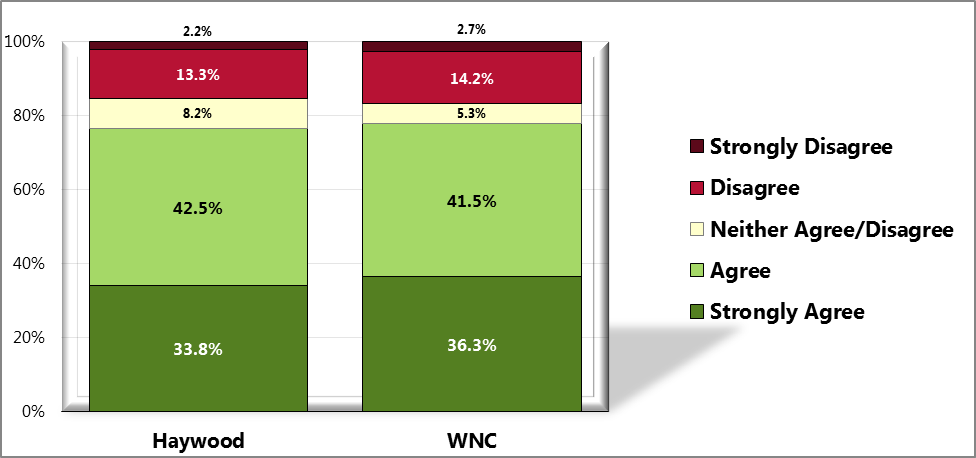 2.2%
2.7%
100%
13.3%
14.2%
80%
8.2%
5.3%
60%
42.5%
41.5%
40%
20%
33.8%
36.3%
0%
Haywood
WNC
Strongly Disagree
Disagree
Neither Agree/Disagree
Agree
Strongly Agree